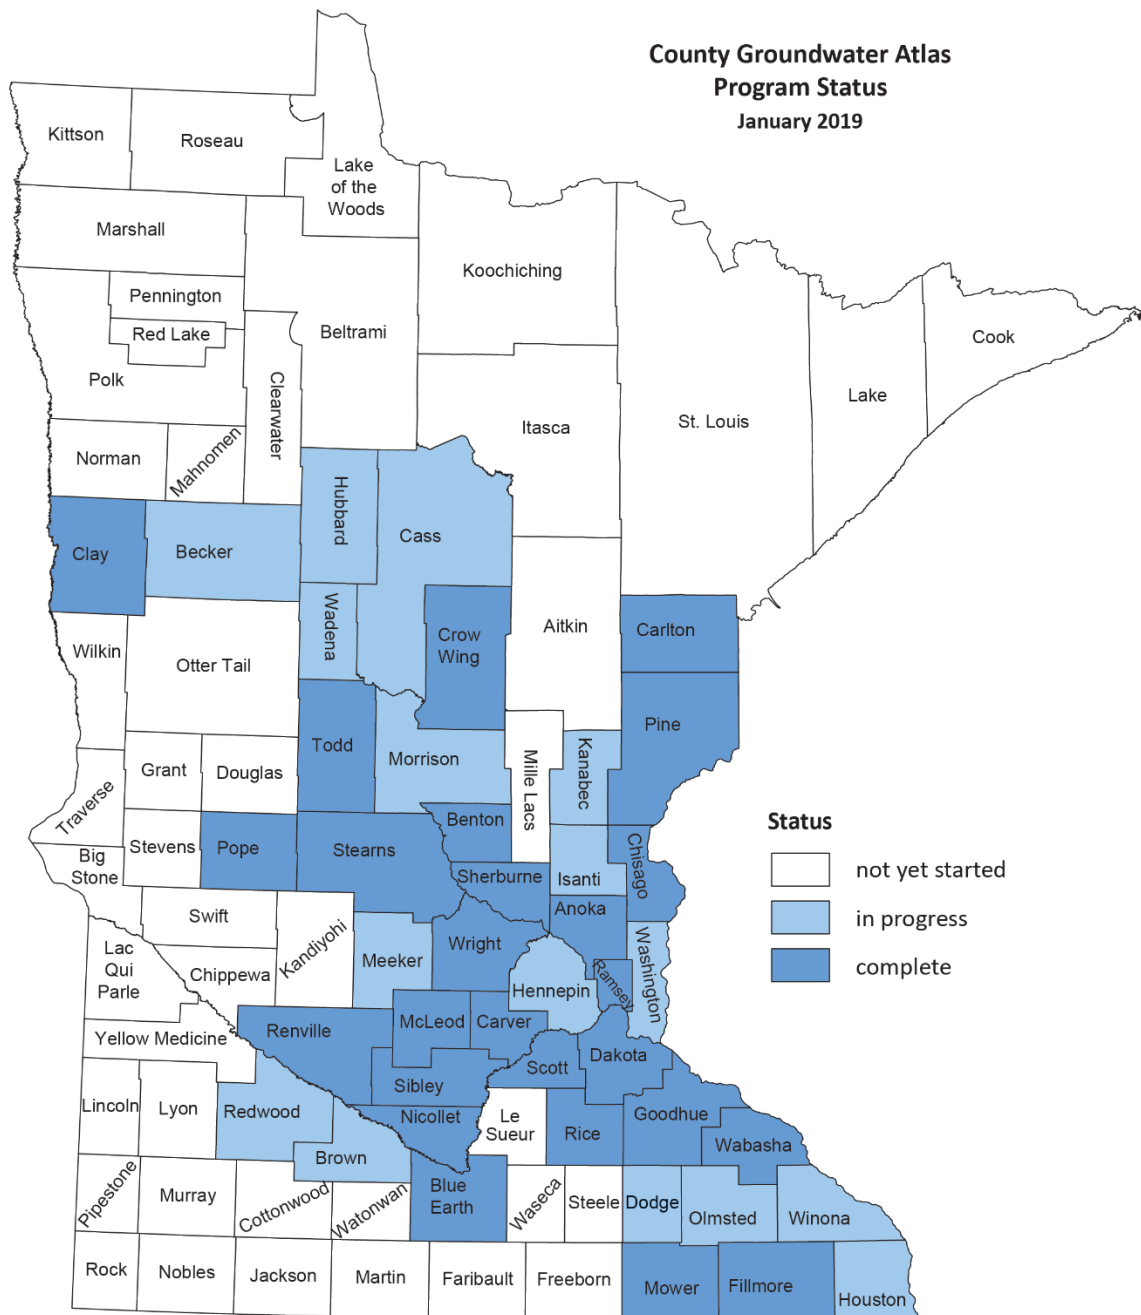 County Groundwater Atlas
Program Status
January 2019
Kittson
Roseau
Lake
of the
Woods
Marshall
Koochiching
Pennington
Red Lake
Beltrami
Cook
Polk
Clearwater
Lake
St. Louis
Itasca
Norman
Mahnomen
Hubbard
Cass
Clay
Becker
Wadena
Crow
Wing
Aitkin
Carlton
Wilkin
Otter Tail
Pine
Todd
Morrison
Mille Lacs
Kanabec
Grant
Douglas
Traverse
Benton
Stevens
Pope
Stearns
Big
Stone
Sherburne
Isanti
Chisago
Swift
Anoka
Kandiyohi
Wright
Washington
Lac
Qui
Parle
Chippewa
Meeker
Hennepin
Ramsey
Renville
McLeod
Carver
Yellow Medicine
Dakota
Scott
Sibley
Lincoln
Lyon
Redwood
Nicollet
Le
Sueur
Rice
Goodhue
Wabasha
Brown
Pipestone
Murray
Cottonwood
Watonwan
Blue
Earth
Waseca
Steele
Dodge
Olmsted
Winona
Rock
Nobles
Jackson
Martin
Faribault
Freeborn
Mower
Fillmore
Houston
Status
not yet started
in progress
complete